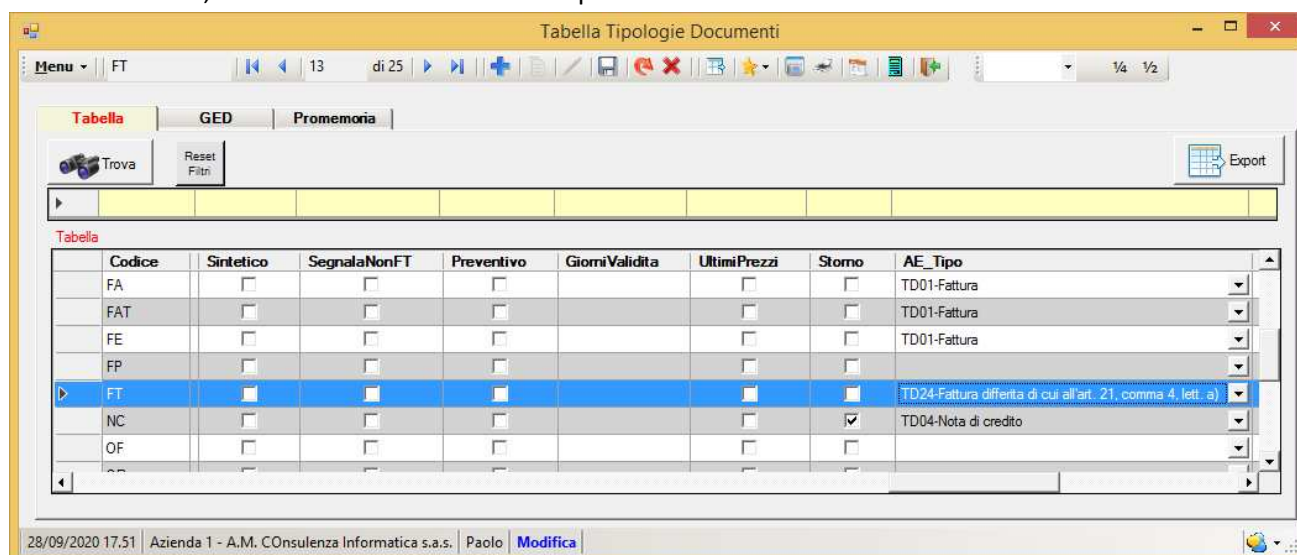 Tabella Tipologie Documenti
Menu FT 13 di 25 ¼ ½
Tabella GED Promemoria
Trova Reset Filtri Export
Tabella
Codice Sintetico SegnalaNonFT Preventivo GiorniValidita UltimiPrezzi Storno AE_Tipo
FA TD01-Fattura
FAT TD01-Fattura
FE TD01-Fattura
FP
FT TD24-Fattura differita di cui all'art. 21, comma 4, lett. a)
NC TD04-Nota di credito
OF
28/09/2020 17.51 Azienda 1 - A.M. COnsulenza Informatica s.a.s. Paolo Modifica